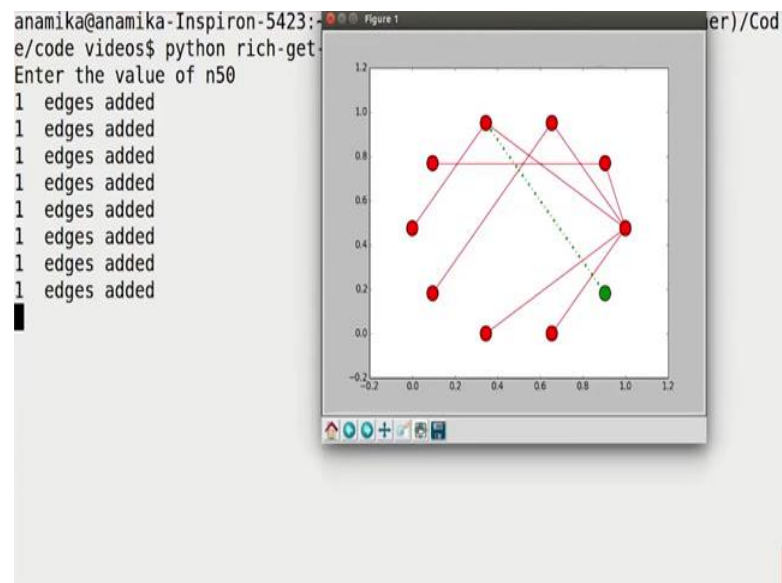 anamika@anamika-Inspiron-5423:~
er)/Cod
e/code videos$ python rich-get-
Enter the value of n50
1 edges added
1 edges added
1 edges added
1 edges added
1 edges added
1 edges added
1 edges added
1 edges added
Figure 1
1.2
1.0
0.8
0.6
0.4
0.2
0.0
−0.2
−0.2 0.0 0.2 0.4 0.6 0.8 1.0 1.2